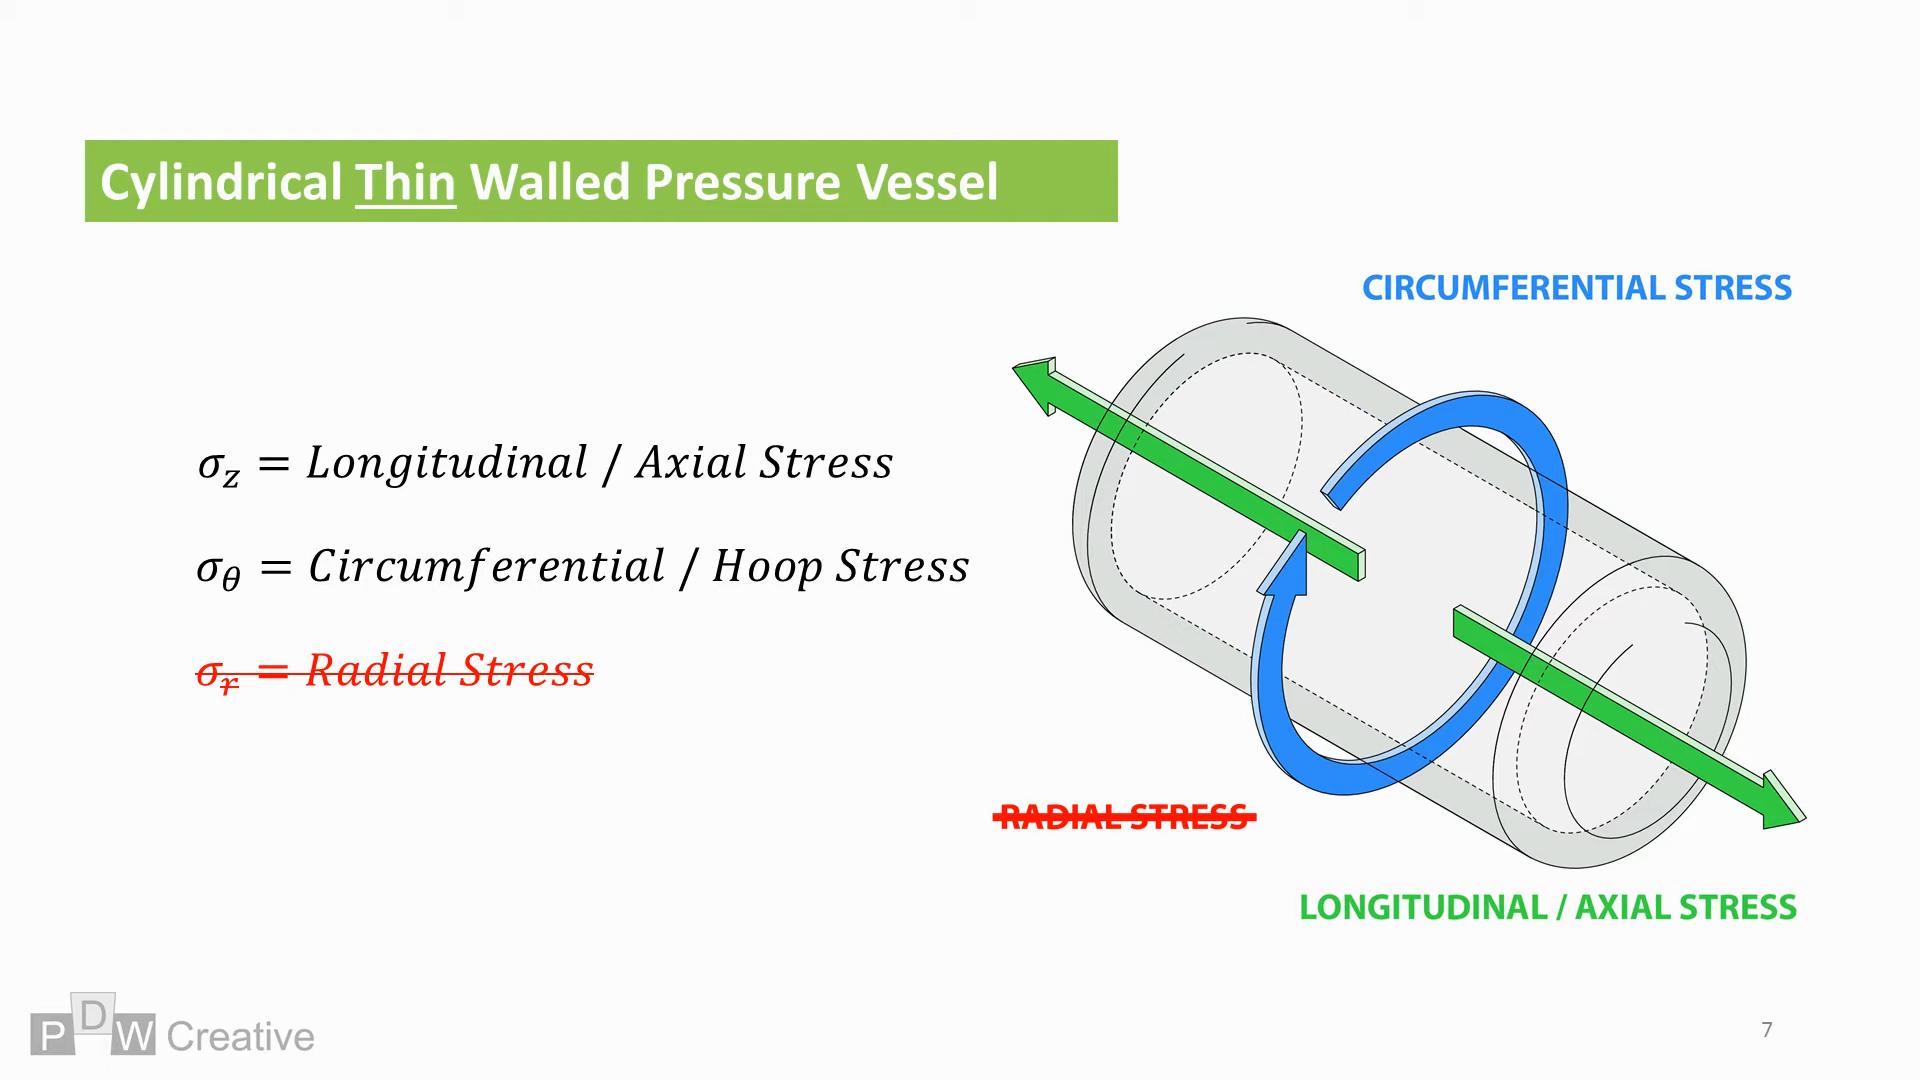 Cylindrical Thin Walled Pressure Vessel
CIRCUMFERENTIAL STRESS
σz = Longitudinal / Axial Stress
σθ = Circumferential / Hoop Stress
σr = Radial Stress
RADIAL STRESS
LONGITUDINAL / AXIAL STRESS
PDW Creative
7